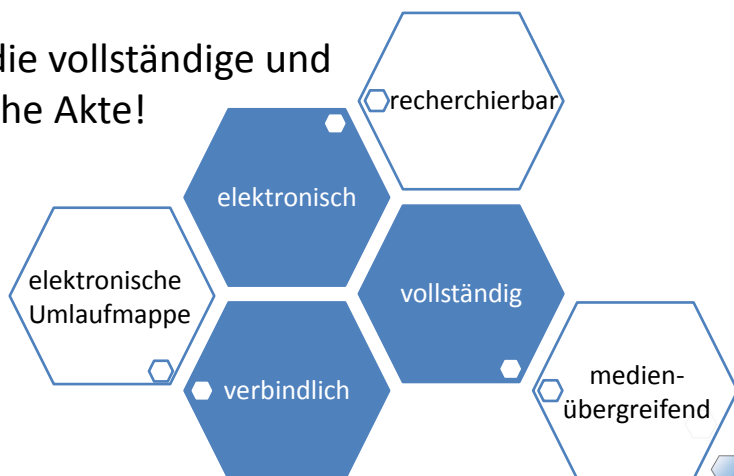 die vollständige und
he Akte!
recherchierbar
elektronisch
elektronische
Umlaufmappe
vollständig
verbindlich
medien-
übergreifend